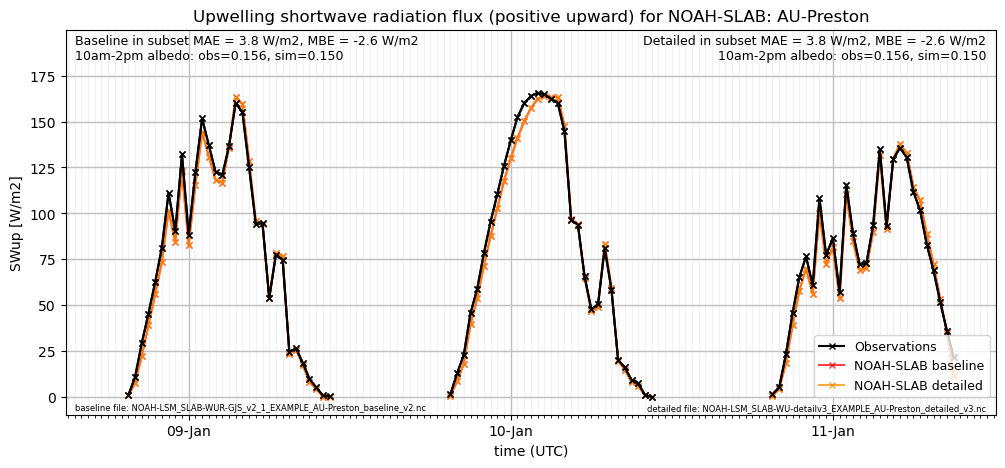 Upwelling shortwave radiation flux (positive upward) for NOAH-SLAB: AU-Preston
Baseline in subset MAE = 3.8 W/m2, MBE = -2.6 W/m2
10am-2pm albedo: obs=0.156, sim=0.150
Detailed in subset MAE = 3.8 W/m2, MBE = -2.6 W/m2
10am-2pm albedo: obs=0.156, sim=0.150
SWup [W/m2]
175
150
125
100
75
50
25
0
Observations
NOAH-SLAB baseline
NOAH-SLAB detailed
baseline file: NOAH-LSM_SLAB-WUR-GJS_v2_1_EXAMPLE_AU-Preston_baseline_v2.nc
detailed file: NOAH-LSM_SLAB-WU-detailv3_EXAMPLE_AU-Preston_detailed_v3.nc
09-Jan
10-Jan
11-Jan
time (UTC)